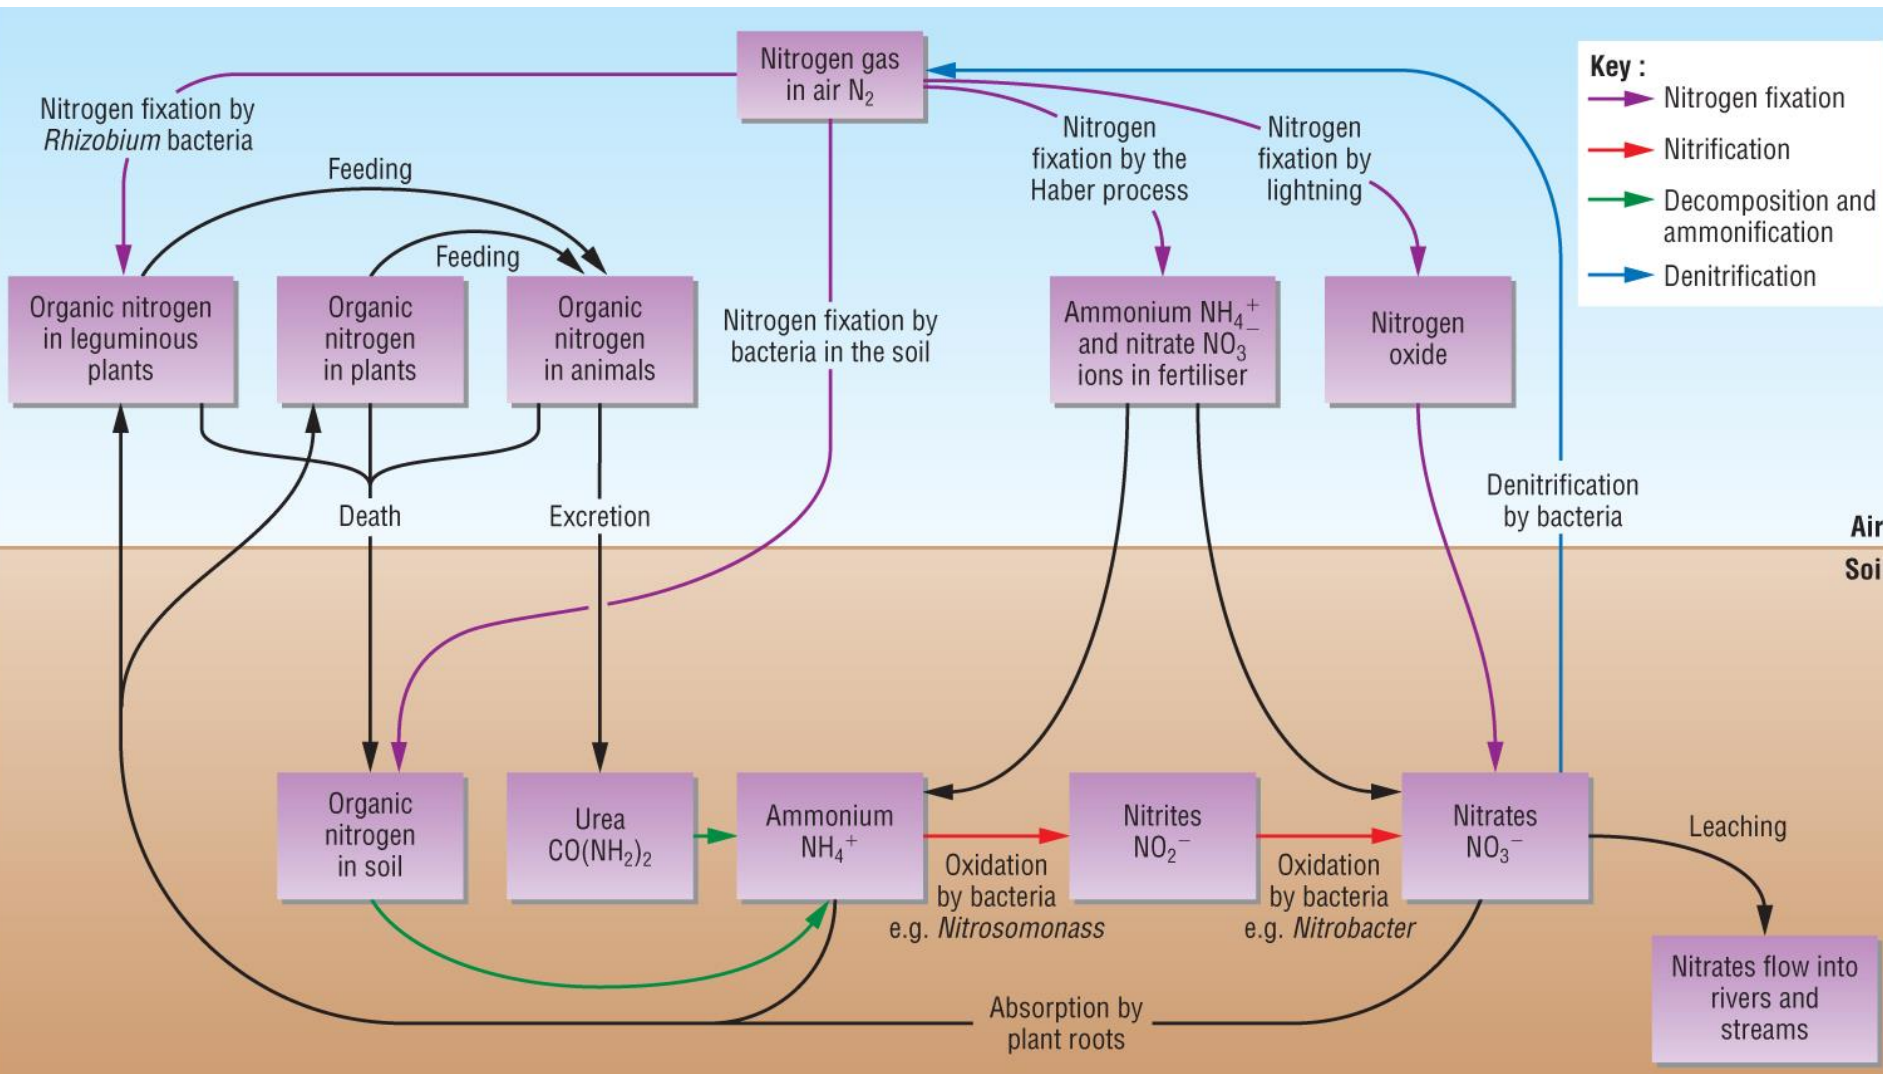 Nitrogen gas
in air N₂
Key :
Nitrogen fixation
Nitrification
Decomposition and
ammonification
Denitrification
Nitrogen fixation by
Rhizobium bacteria
Feeding
Feeding
Nitrogen
fixation by the
Haber process
Nitrogen
fixation by
lightning
Organic nitrogen
in leguminous
plants
Organic
nitrogen
in plants
Organic
nitrogen
in animals
Nitrogen fixation by
bacteria in the soil
Ammonium NH₄⁺
and nitrate NO₃⁻
ions in fertiliser
Nitrogen
oxide
Death
Excretion
Denitrification
by bacteria
Air
Soi
Organic
nitrogen
in soil
Urea
CO(NH₂)₂
Ammonium
NH₄⁺
Oxidation
by bacteria
e.g. Nitrosomonass
Nitrites
NO₂⁻
Oxidation
by bacteria
e.g. Nitrobacter
Nitrates
NO₃⁻
Leaching
Nitrates flow into
rivers and
streams
Absorption by
plant roots